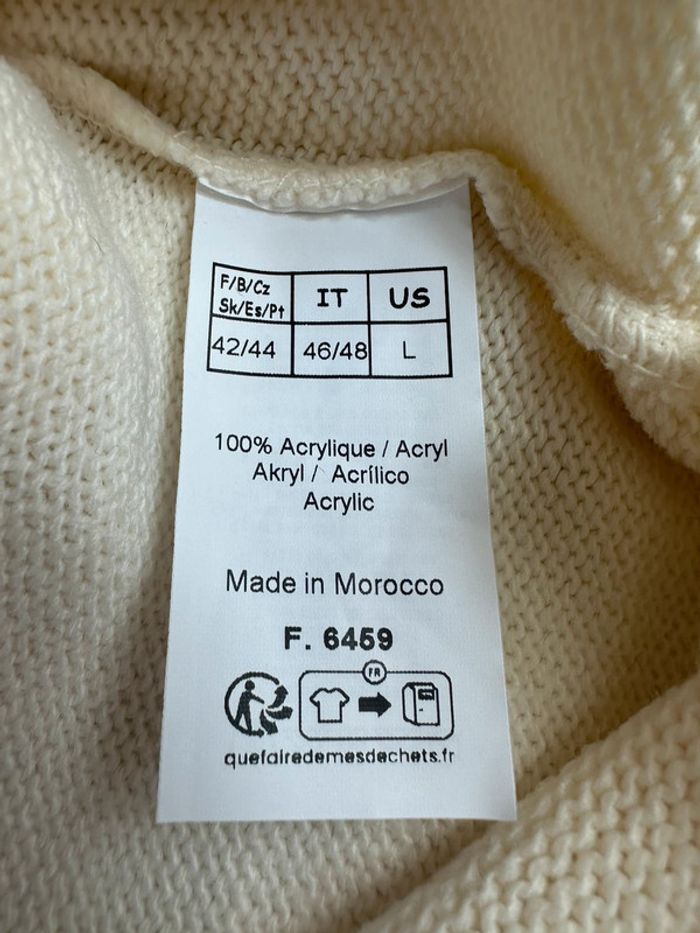 F/B/Cz IT US
Sk/Es/Pt
42/44 46/48 L
100% Acrylique / Acryl
Akryl / Acrílico
Acrylic
Made in Morocco
F. 6459
FR
quefairedemesdechets.fr